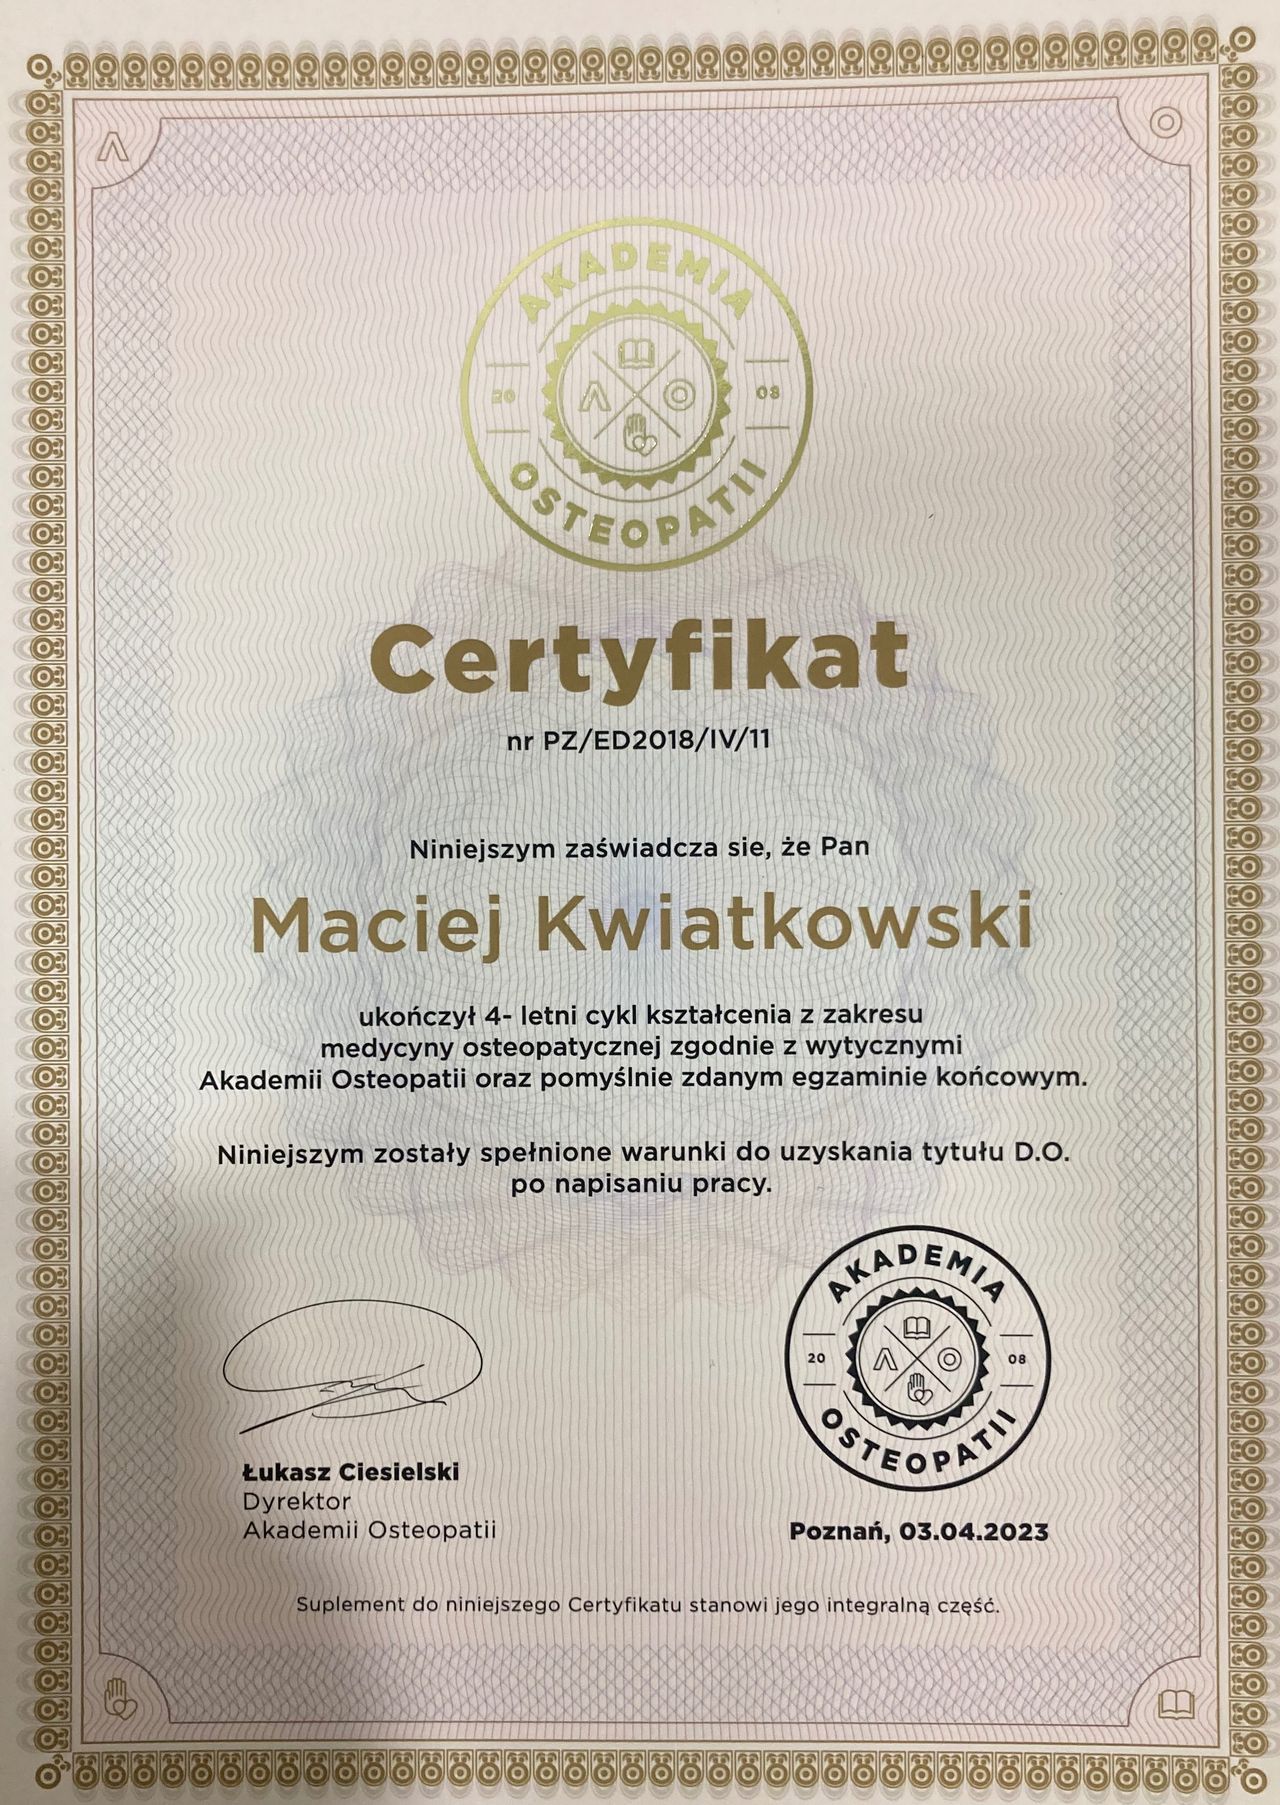 AKADEMIA
20 08
OSTEOPATII
Certyfikat
nr PZ/ED2018/IV/11
Niniejszym zaświadcza sie, że Pan
Maciej Kwiatkowski
ukończył 4- letni cykl kształcenia z zakresu
medycyny osteopatycznej zgodnie z wytycznymi
Akademii Osteopatii oraz pomyślnie zdanym egzaminie końcowym.
Niniejszym zostały spełnione warunki do uzyskania tytułu D.O.
po napisaniu pracy.
AKADEMIA
20 08
OSTEOPATII
Łukasz Ciesielski
Dyrektor
Akademii Osteopatii
Poznań, 03.04.2023
Suplement do niniejszego Certyfikatu stanowi jego integralną część.